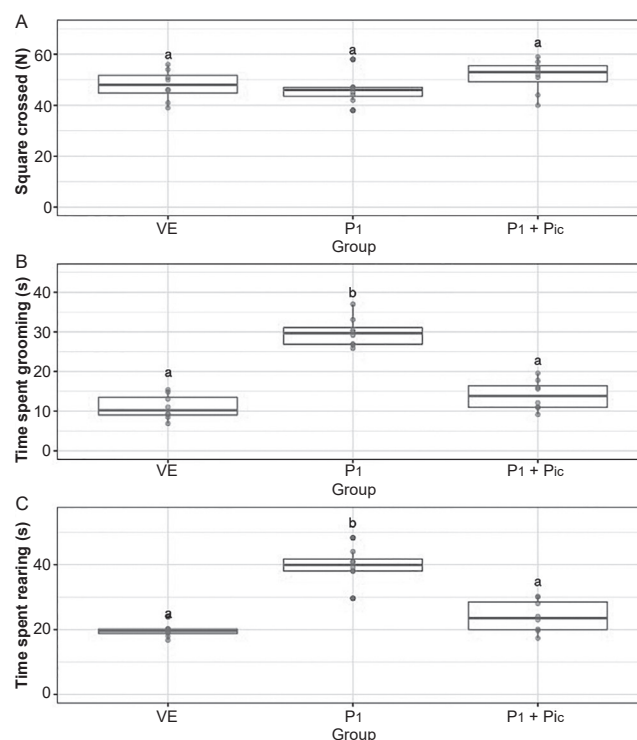 A
Square crossed (N)
60
40
20
0
a
a
a
VE
P1
P1 + Pic
Group
B
Time spent grooming (s)
40
30
20
10
0
a
b
a
VE
P1
P1 + Pic
Group
C
Time spent rearing (s)
40
20
0
a
b
a
VE
P1
P1 + Pic
Group